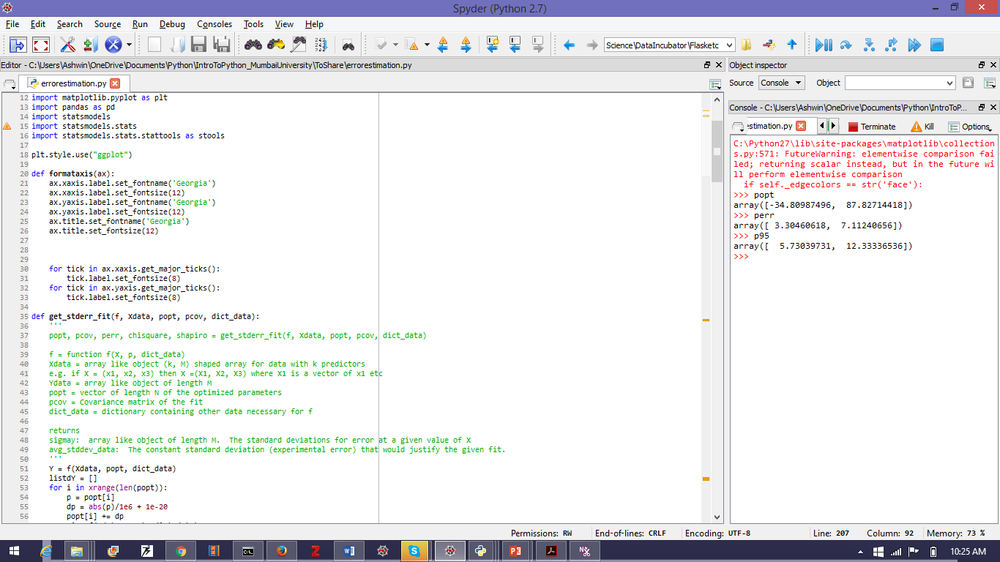 Spyder (Python 2.7)
File Edit Search Source Run Debug Consoles Tools View Help
Science\DataIncubator\Flasketc
Editor - C:\Users\Ashwin\OneDrive\Documents\Python\IntroToPython_MumbaiUniversity\ToShare\errorestimation.py
errorestimation.py
12 import matplotlib.pyplot as plt
13 import pandas as pd
14 import statsmodels
15 import statsmodels.stats
16 import statsmodels.stats.stattools as stools
17
18 plt.style.use("ggplot")
19
20 def formataxis(ax):
21     ax.xaxis.label.set_fontname('Georgia')
22     ax.xaxis.label.set_fontsize(12)
23     ax.yaxis.label.set_fontname('Georgia')
24     ax.yaxis.label.set_fontsize(12)
25     ax.title.set_fontname('Georgia')
26     ax.title.set_fontsize(12)
27
28
29
30     for tick in ax.xaxis.get_major_ticks():
31         tick.label.set_fontsize(8)
32     for tick in ax.yaxis.get_major_ticks():
33         tick.label.set_fontsize(8)
34
35 def get_stderr_fit(f, Xdata, popt, pcov, dict_data):
36     '''
37     popt, pcov, perr, chisquare, shapiro = get_stderr_fit(f, Xdata, popt, pcov, dict_data)
38
39     f = function f(X, p, dict_data)
40     Xdata = array like object (k, M) shaped array for data with k predictors
41     e.g. if X = (x1, x2, x3) then X =(X1, X2, X3) where X1 is a vector of x1 etc
42     Ydata = array like object of length M
43     popt = vector of length N of the optimized parameters
44     pcov = Covariance matrix of the fit
45     dict_data = dictionary containing other data necessary for f
46
47     returns
48     sigmay:  array like object of length M.  The standard deviations for error at a given value of X
49     avg_stddev_data:  The constant standard deviation (experimental error) that would justify the given fit.
50     '''
51     Y = f(Xdata, popt, dict_data)
52     listdY = []
53     for i in xrange(len(popt)):
54         p = popt[i]
55         dp = abs(p)/1e6 + 1e-20
56         popt[i] += dp
Object inspector
Source Console Object
Console - C:\Users\Ashwin\OneDrive\Documents\Python\IntroToP...
estimation.py Terminate Kill Options
C:\Python27\lib\site-packages\matplotlib\collection
s.py:571: FutureWarning: elementwise comparison fai
led; returning scalar instead, but in the future wi
ll perform elementwise comparison
  if self._edgecolors == str('face'):
>>> popt
array([-34.80987496,  87.82714418])
>>> perr
array([ 3.30460618,  7.11240656])
>>> p95
array([  5.73039731,  12.33336536])
>>>
Permissions: RW End-of-lines: CRLF Encoding: UTF-8 Line: 207 Column: 92 Memory: 73 %
10:25 AM